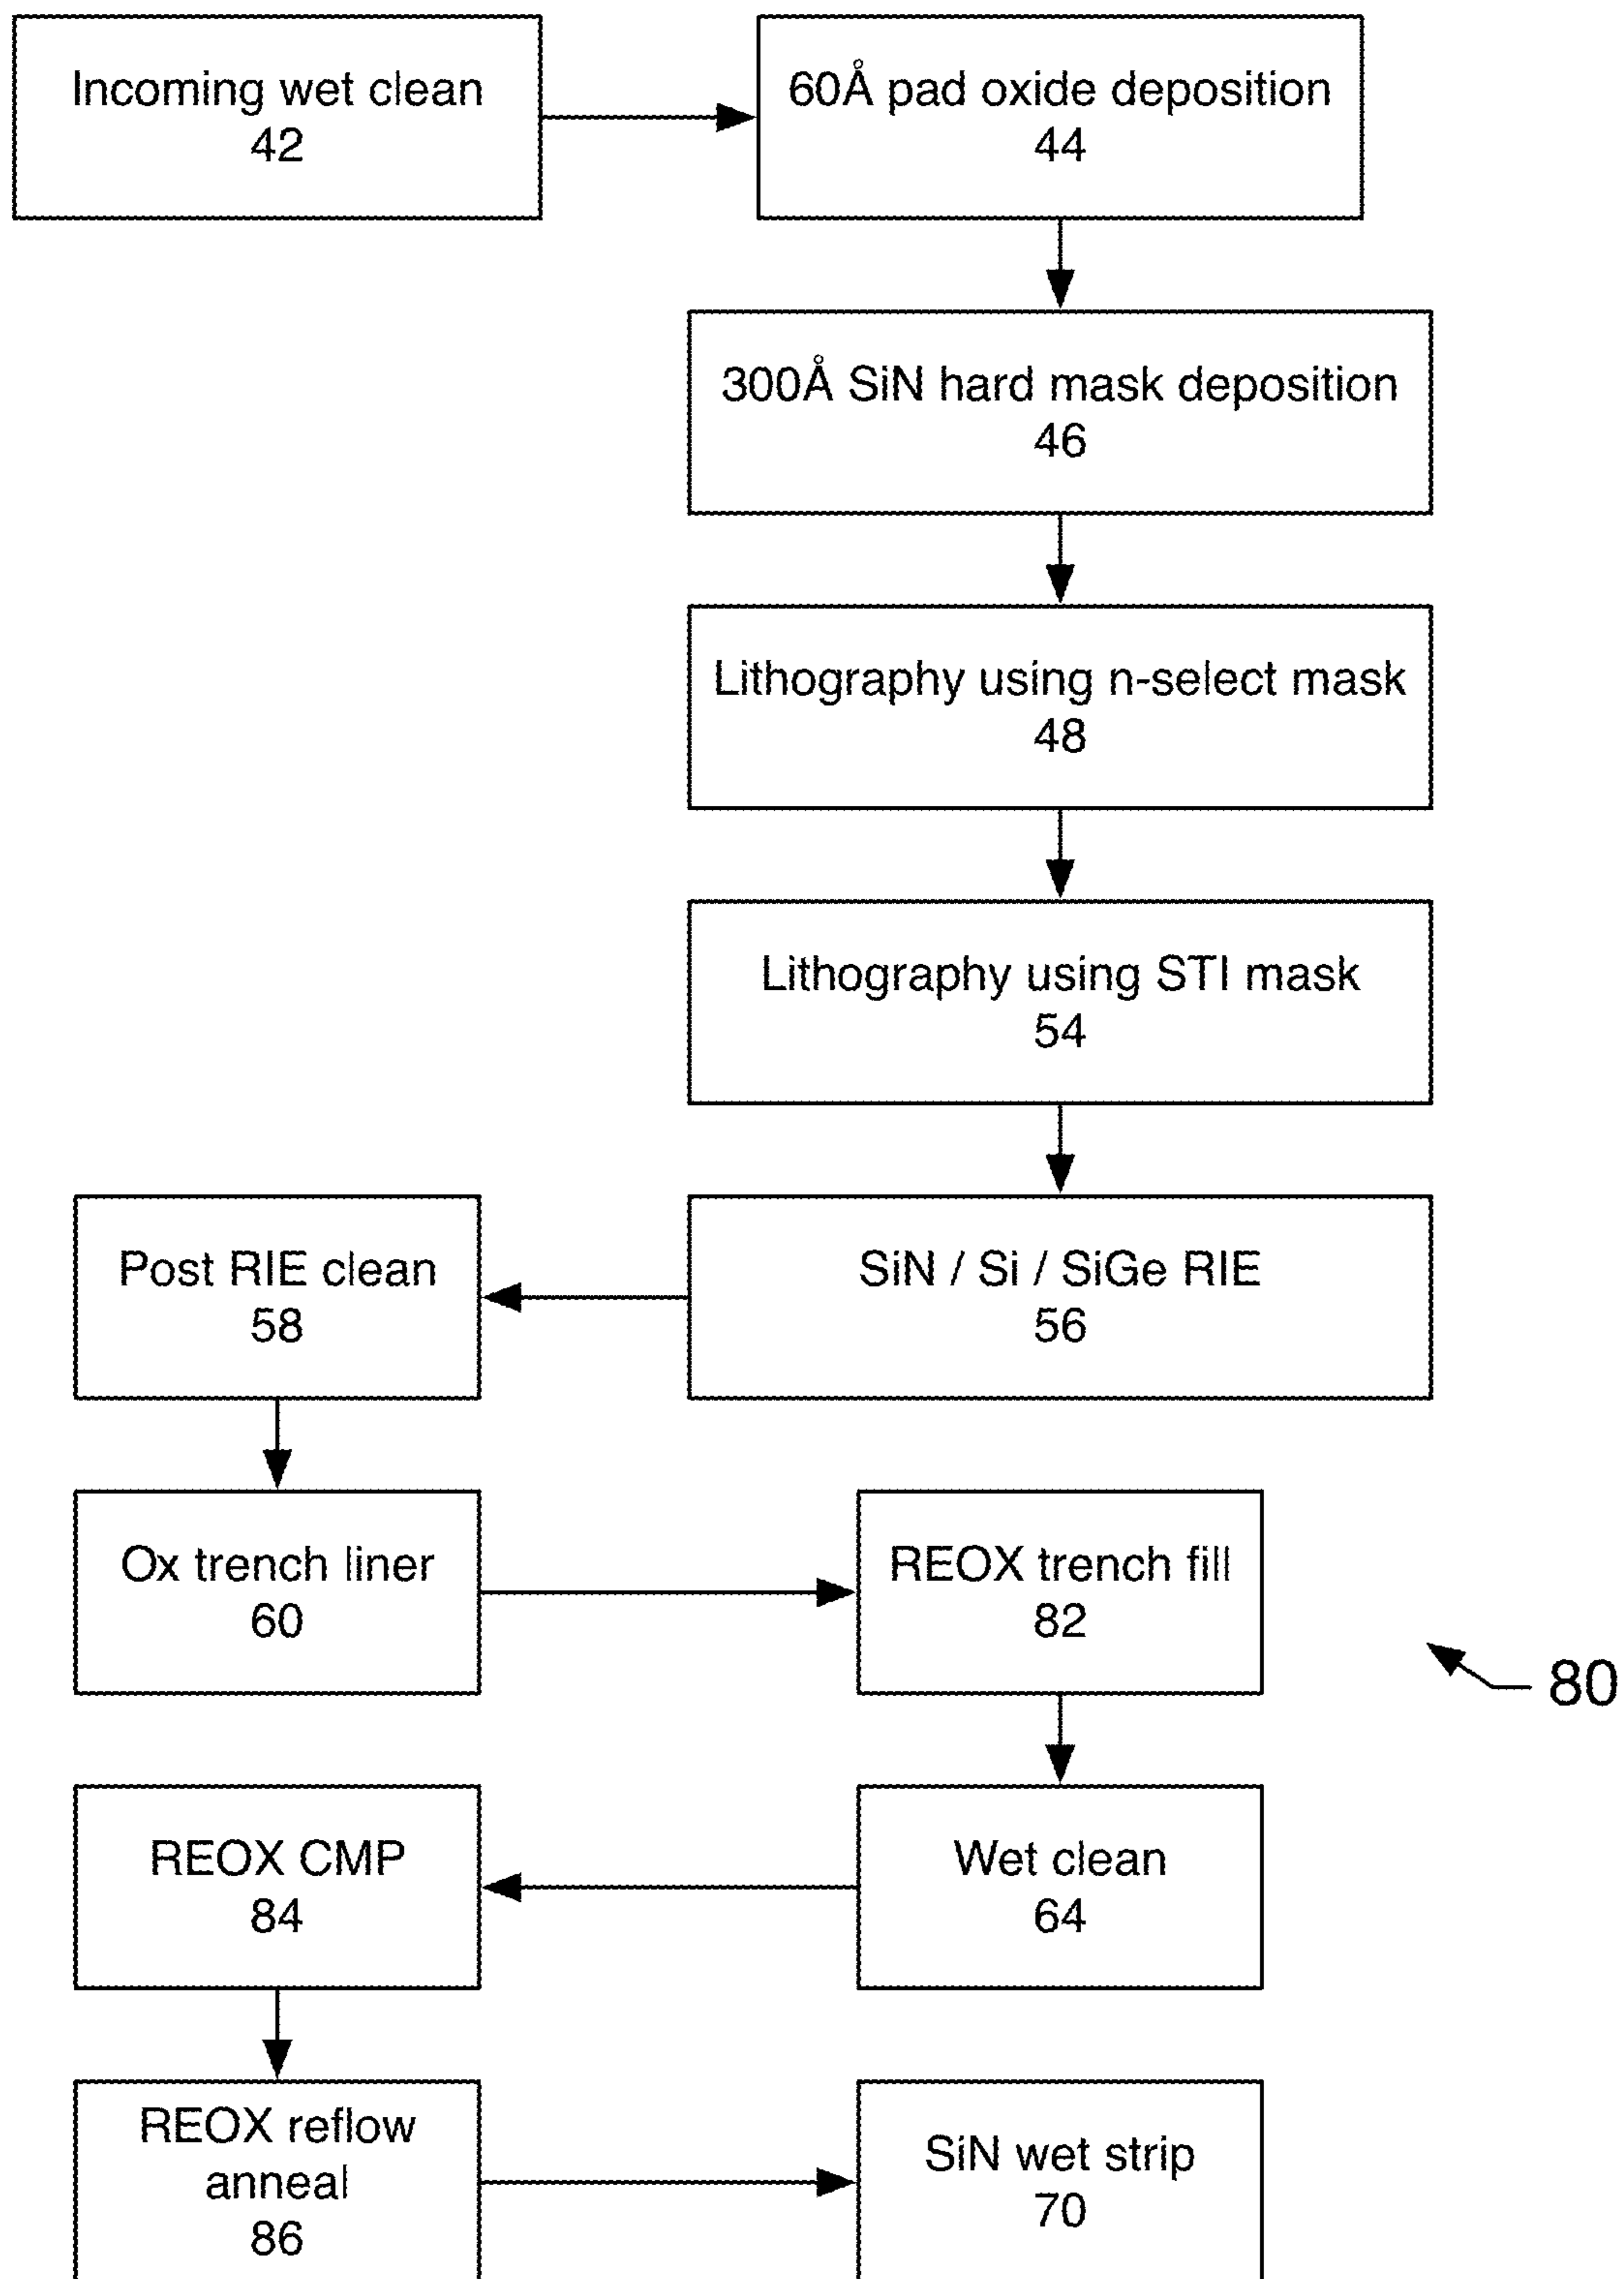 Incoming wet clean
42
60Å pad oxide deposition
44
300Å SiN hard mask deposition
46
Lithography using n-select mask
48
Lithography using STI mask
54
SiN / Si / SiGe RIE
56
Post RIE clean
58
Ox trench liner
60
REOX trench fill
82
80
Wet clean
64
REOX CMP
84
REOX reflow
anneal
86
SiN wet strip
70